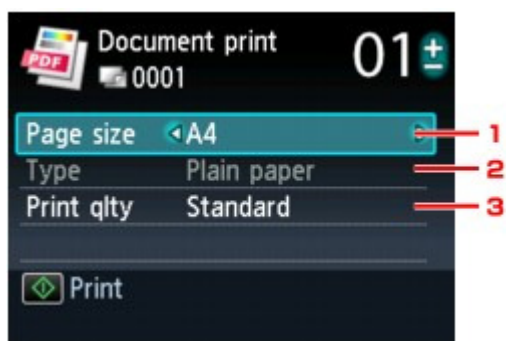 PDF
Document print
0001
01 ±
Page size A4 1
Type Plain paper 2
Print qlty Standard 3
Print